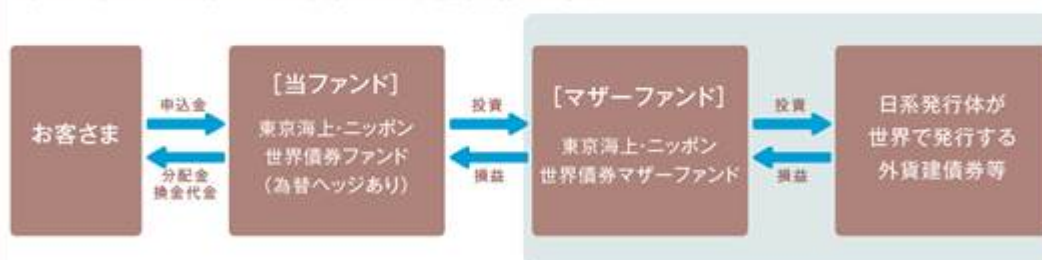 お客さま
申込金
分配金
換金代金
[当ファンド]
東京海上・ニッポン
世界債券ファンド
(為替ヘッジあり)
投資
損益
[マザーファンド]
東京海上・ニッポン
世界債券マザーファンド
投資
損益
日系発行体が
世界で発行する
外貨建債券等